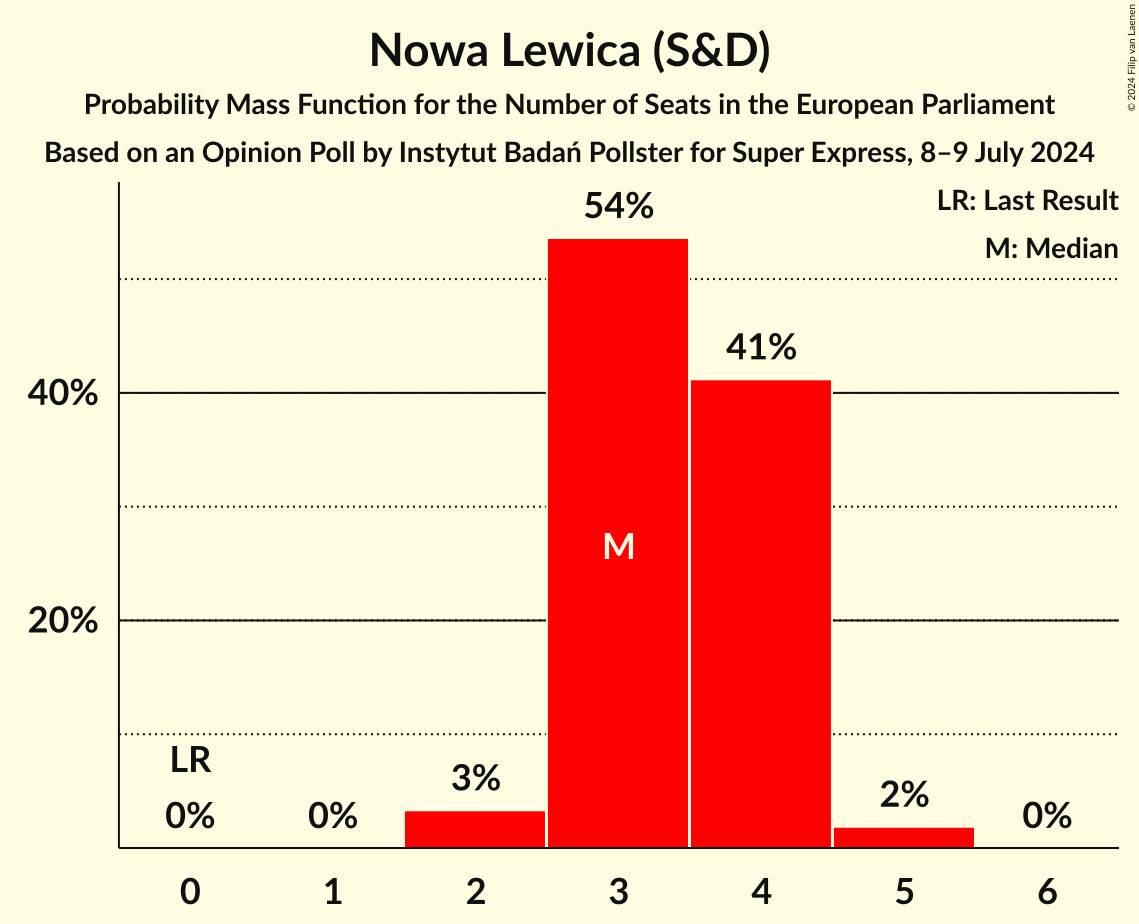 Nowa Lewica (S&D)
Probability Mass Function for the Number of Seats in the European Parliament
Based on an Opinion Poll by Instytut Badań Pollster for Super Express, 8–9 July 2024
© 2024 Filip van Laenen
LR: Last Result
M: Median
54%
41%
40%
M
20%
LR
3%
2%
0%
0%
0%
0 1 2 3 4 5 6